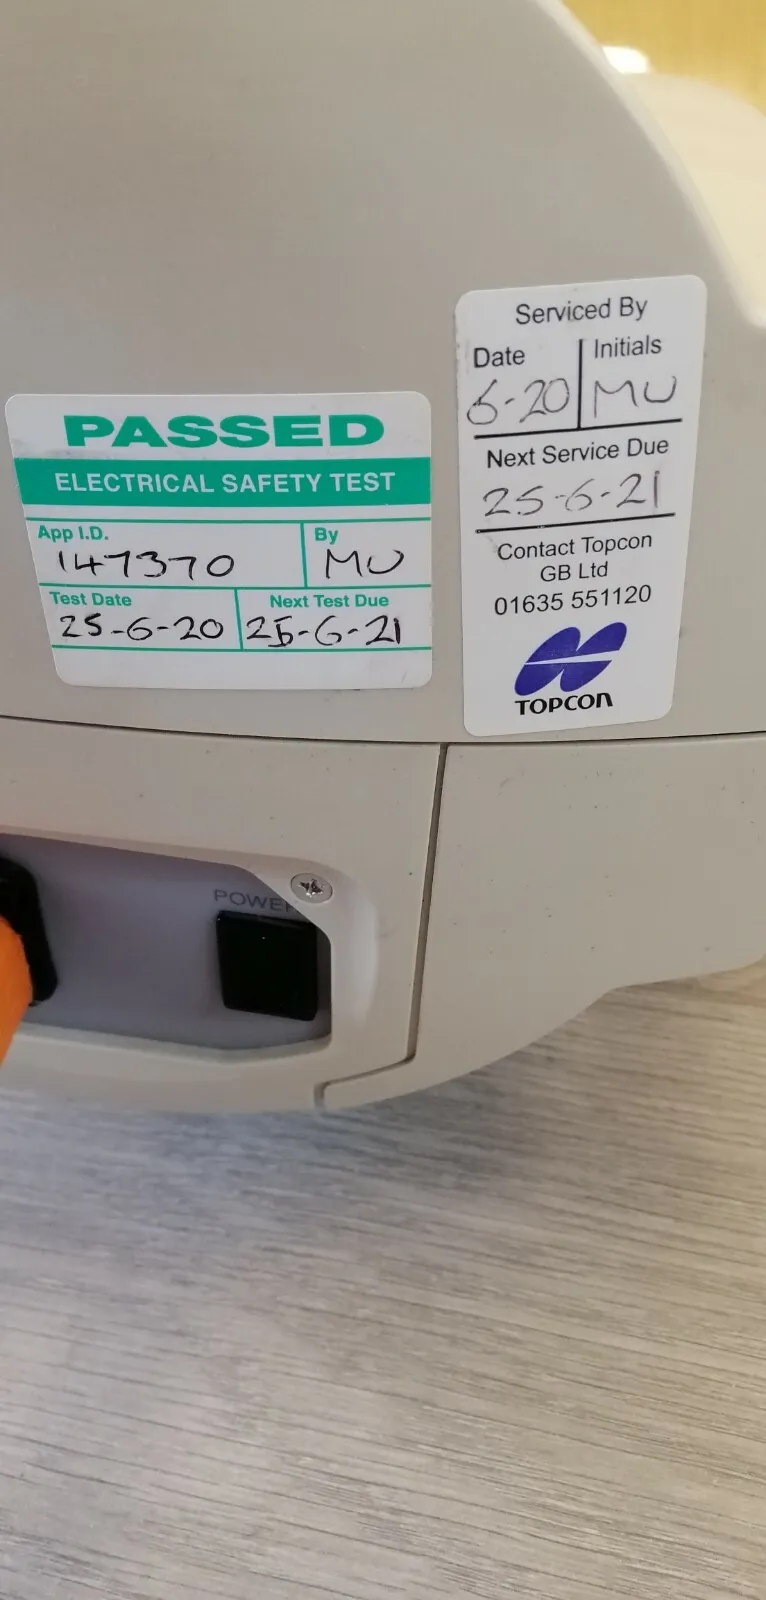 PASSED
ELECTRICAL SAFETY TEST
App I.D. By
147370 MU
Test Date Next Test Due
25-6-20 25-6-21
Serviced By
Date Initials
6-20 MU
Next Service Due
25-6-21
Contact Topcon
GB Ltd
01635 551120
TOPCON
POWER